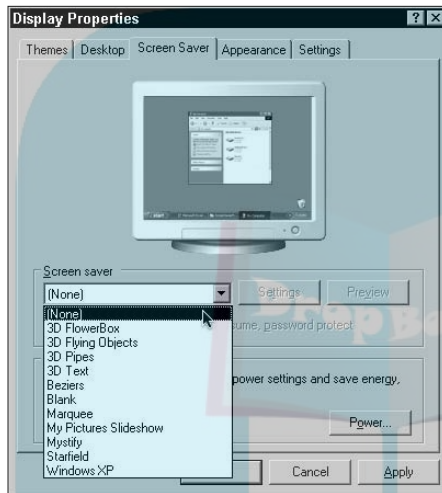 Display Properties
Themes Desktop Screen Saver Appearance Settings
Screen saver
(None)
Settings Preview
(None)
3D FlowerBox
sume, password protect
3D Flying Objects
3D Pipes
3D Text
Beziers
power settings and save energy,
Blank
Marquee
My Pictures Slideshow
Power...
Mystify
Starfield
Windows XP
Cancel Apply
Drop